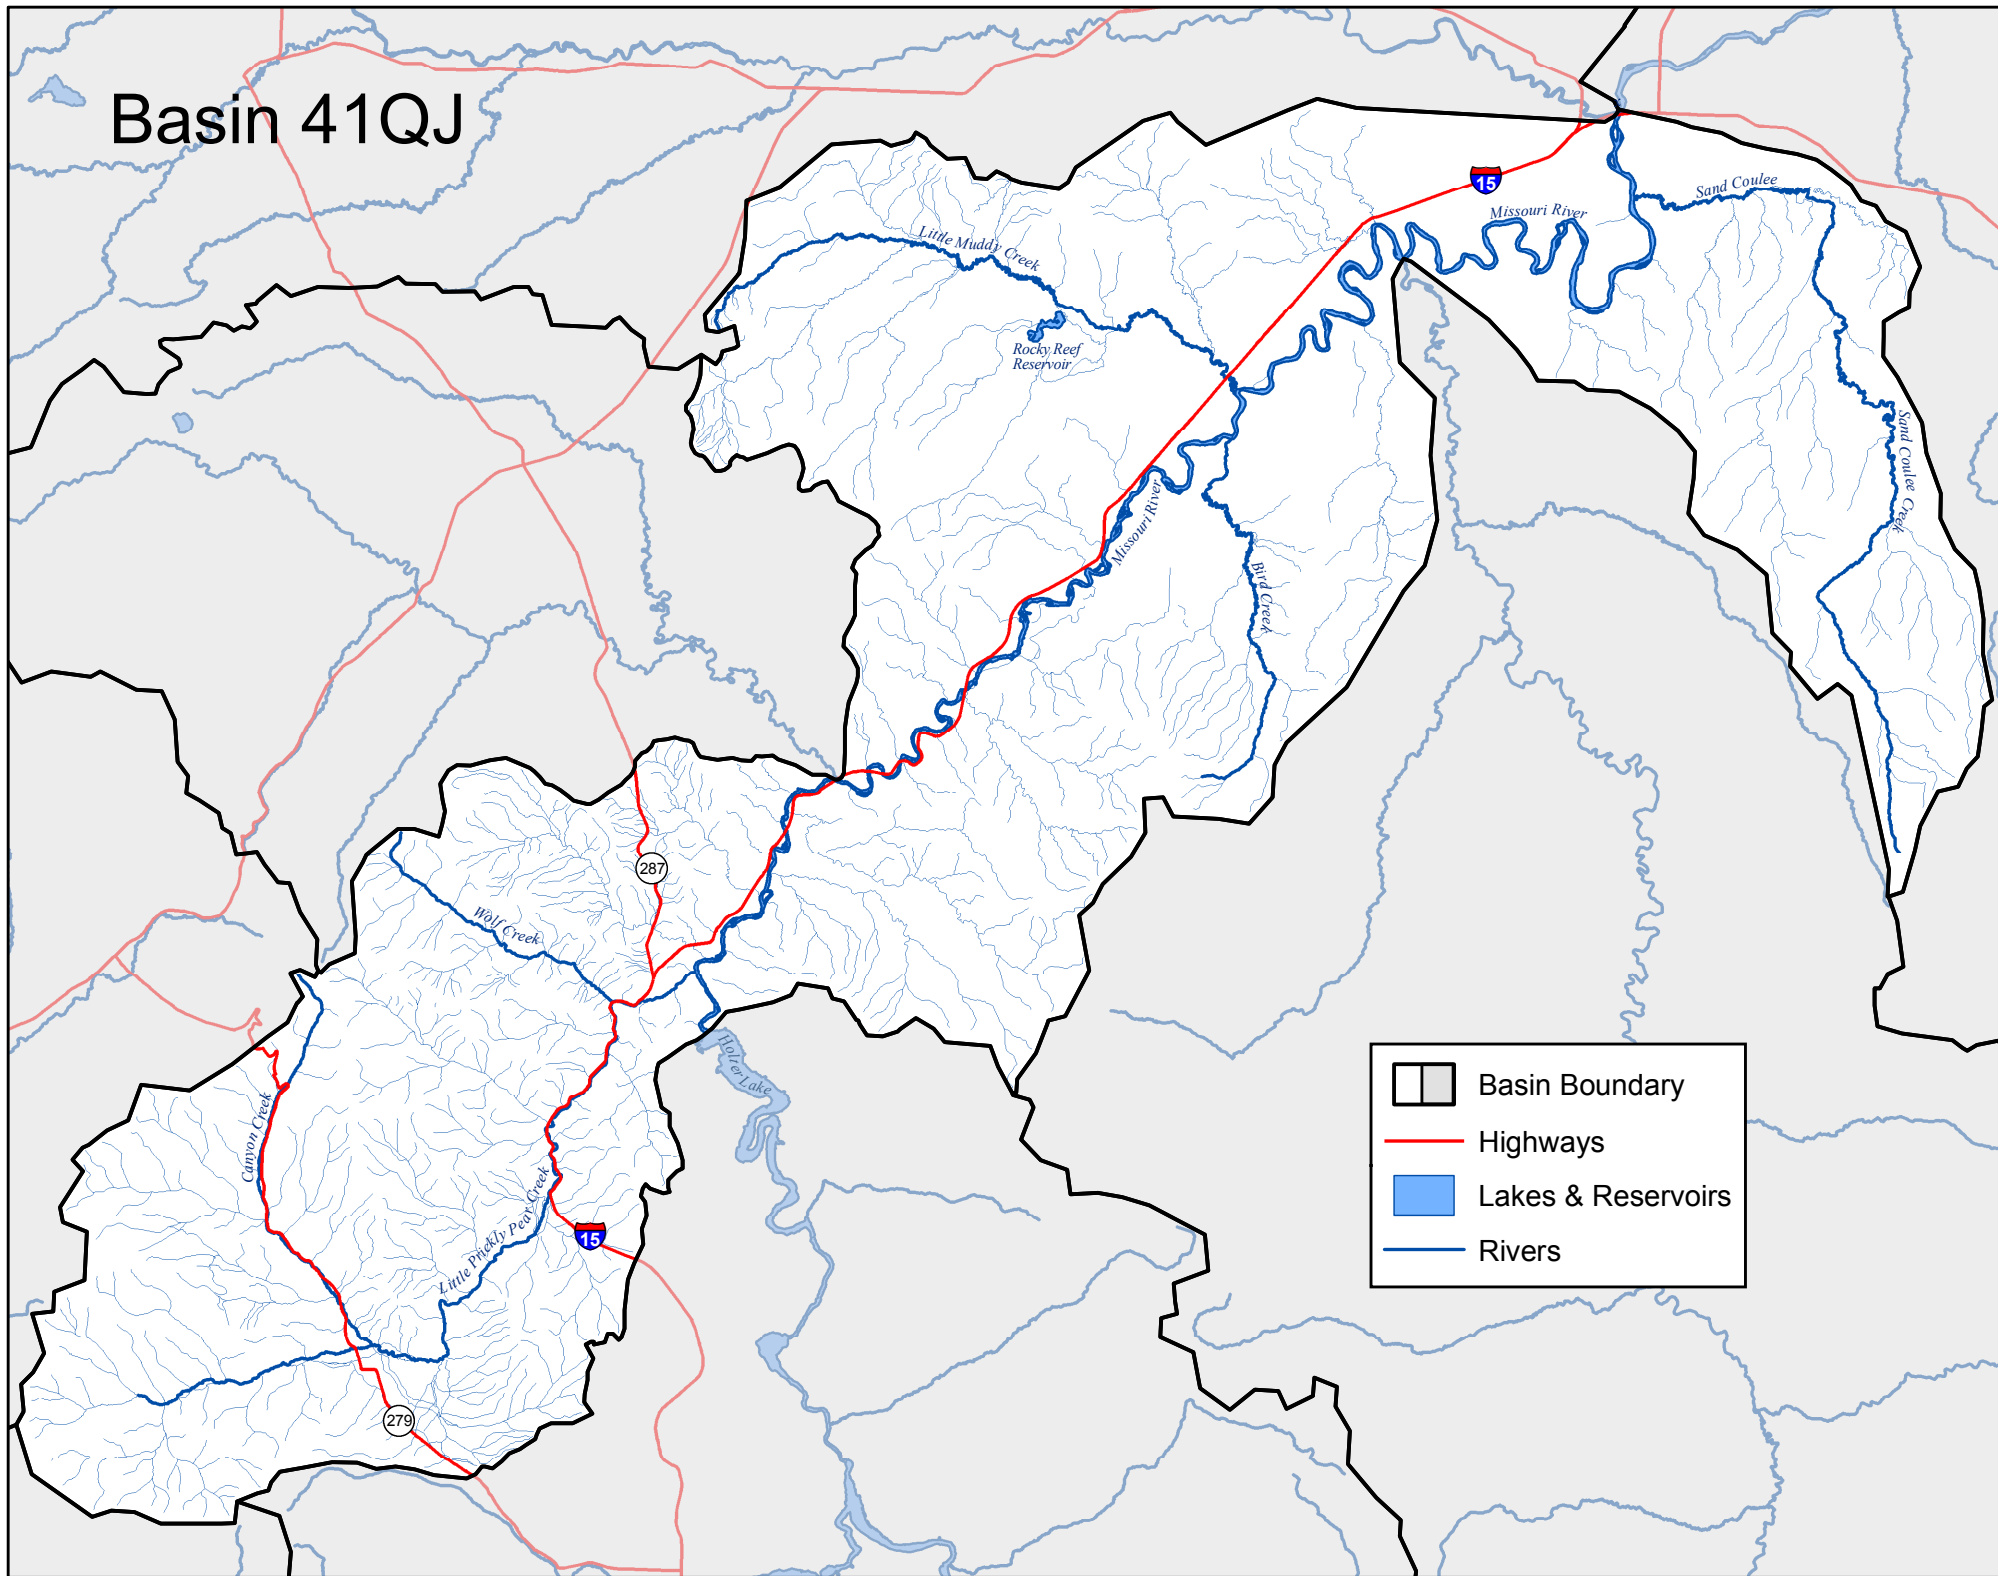 Basin 41QJ
15
Sand Coulee
Missouri River
Little Muddy Creek
Rocky Reef
Reservoir
Sand Coulee Creek
Missouri River
Bird Creek
287
Wolf Creek
Holter Lake
Canyon Creek
Little Prickly Pear Creek
15
279
Basin Boundary
Highways
Lakes & Reservoirs
Rivers